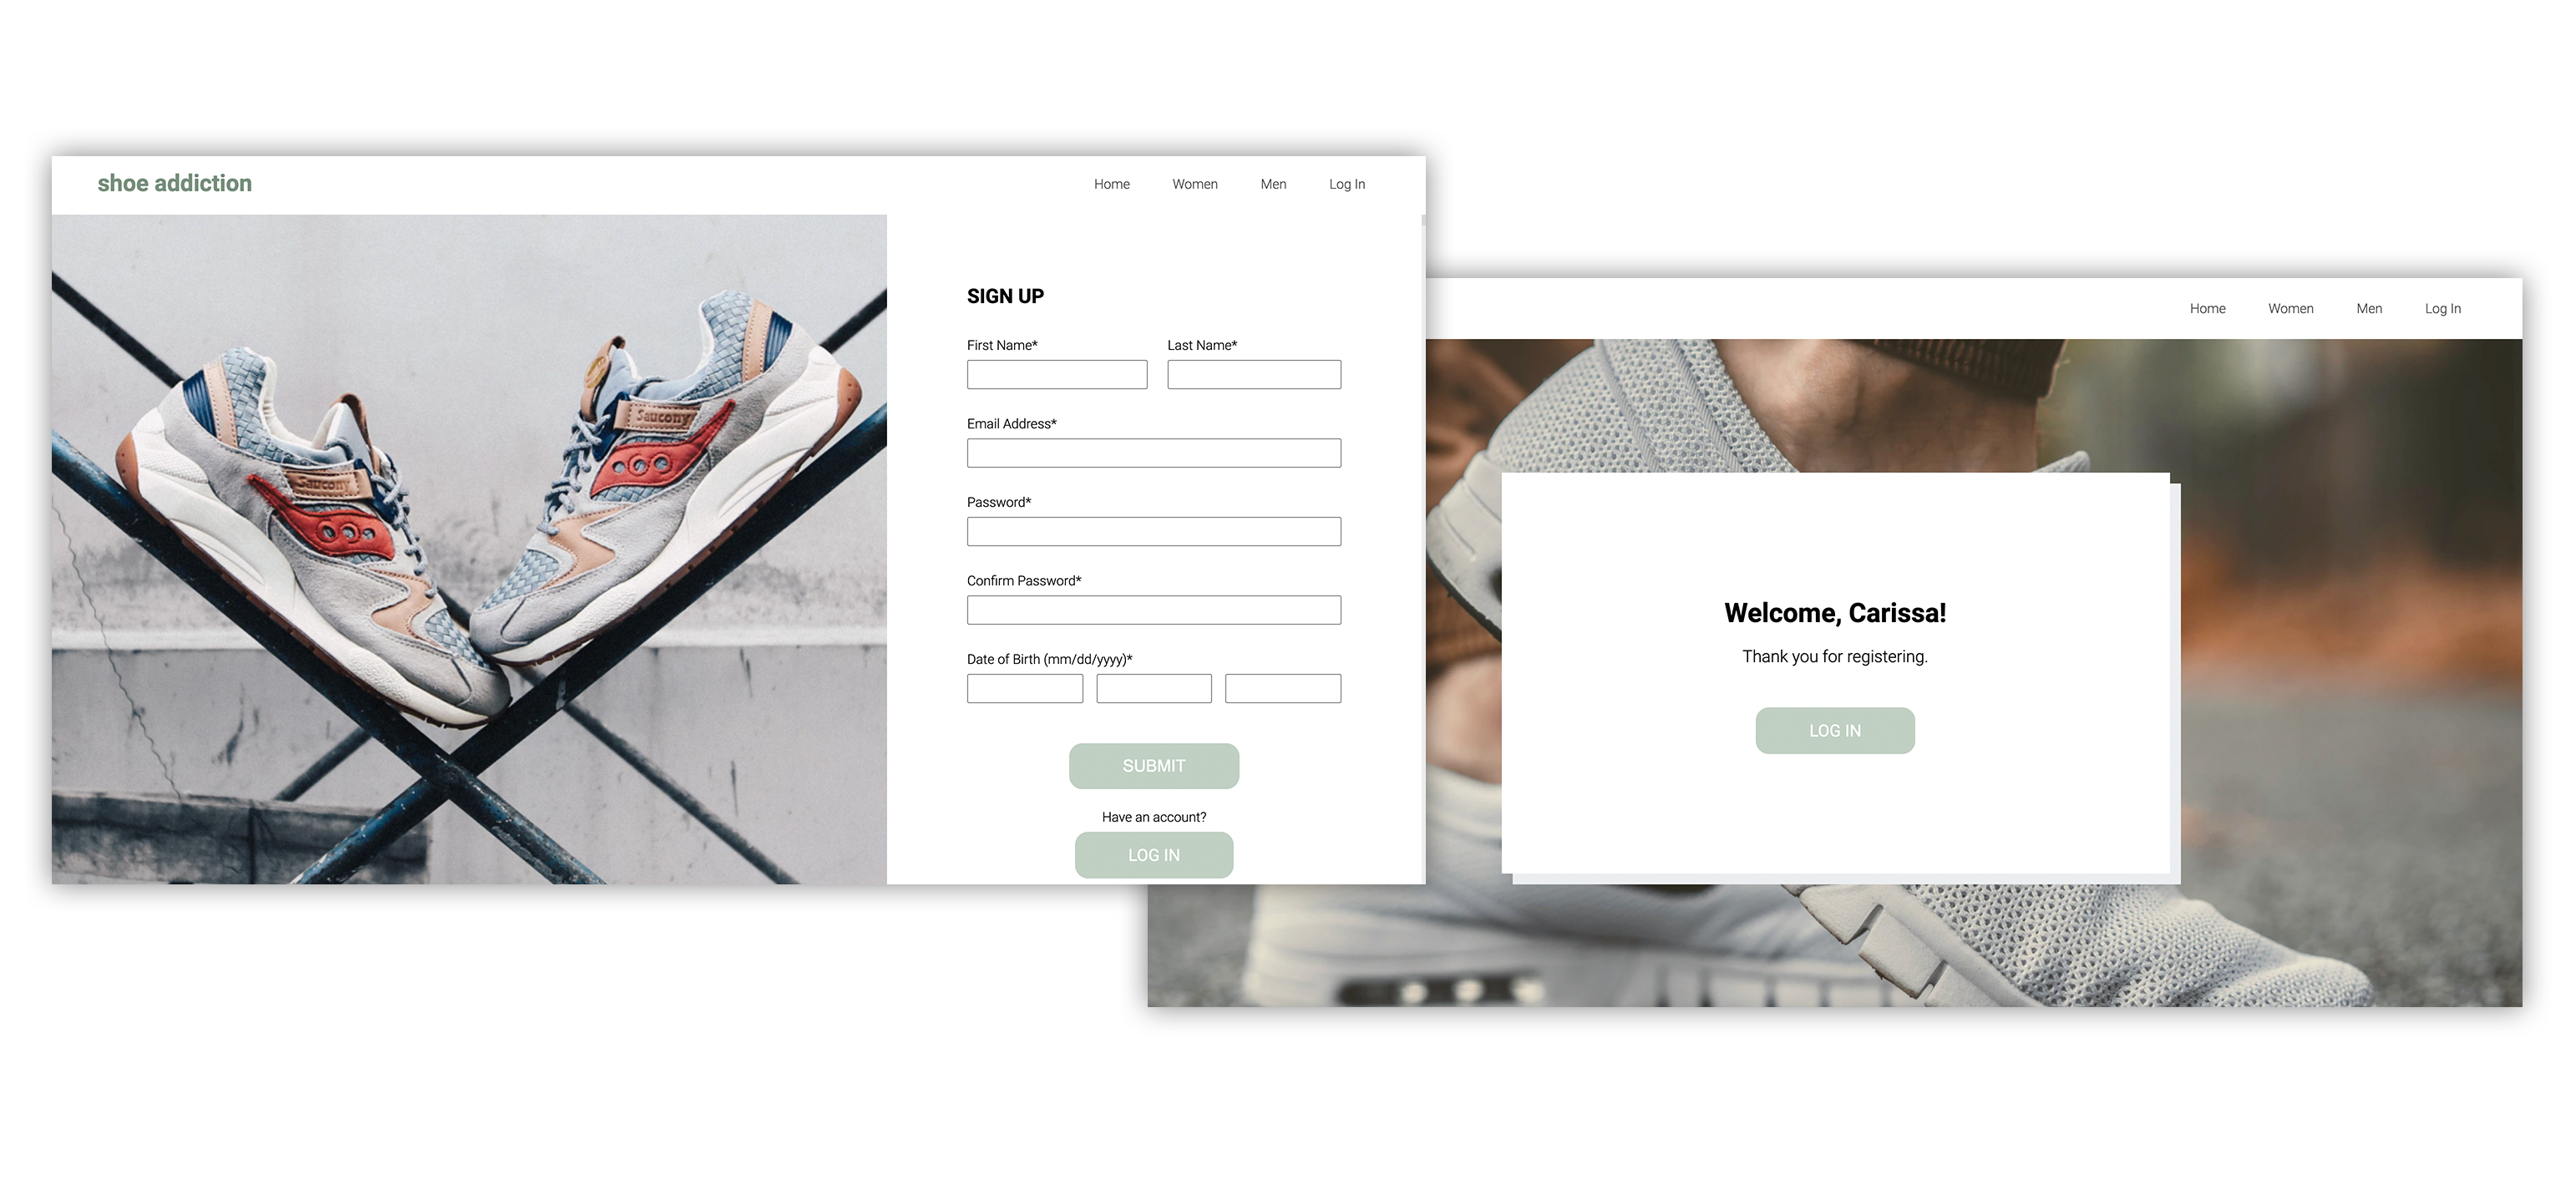 shoe addiction
Home Women Men Log In
Saucony
Saucony
SIGN UP
First Name* Last Name*
Email Address*
Password*
Confirm Password*
Date of Birth (mm/dd/yyyy)*
SUBMIT
Have an account?
LOG IN
Home Women Men Log In
Welcome, Carissa!
Thank you for registering.
LOG IN